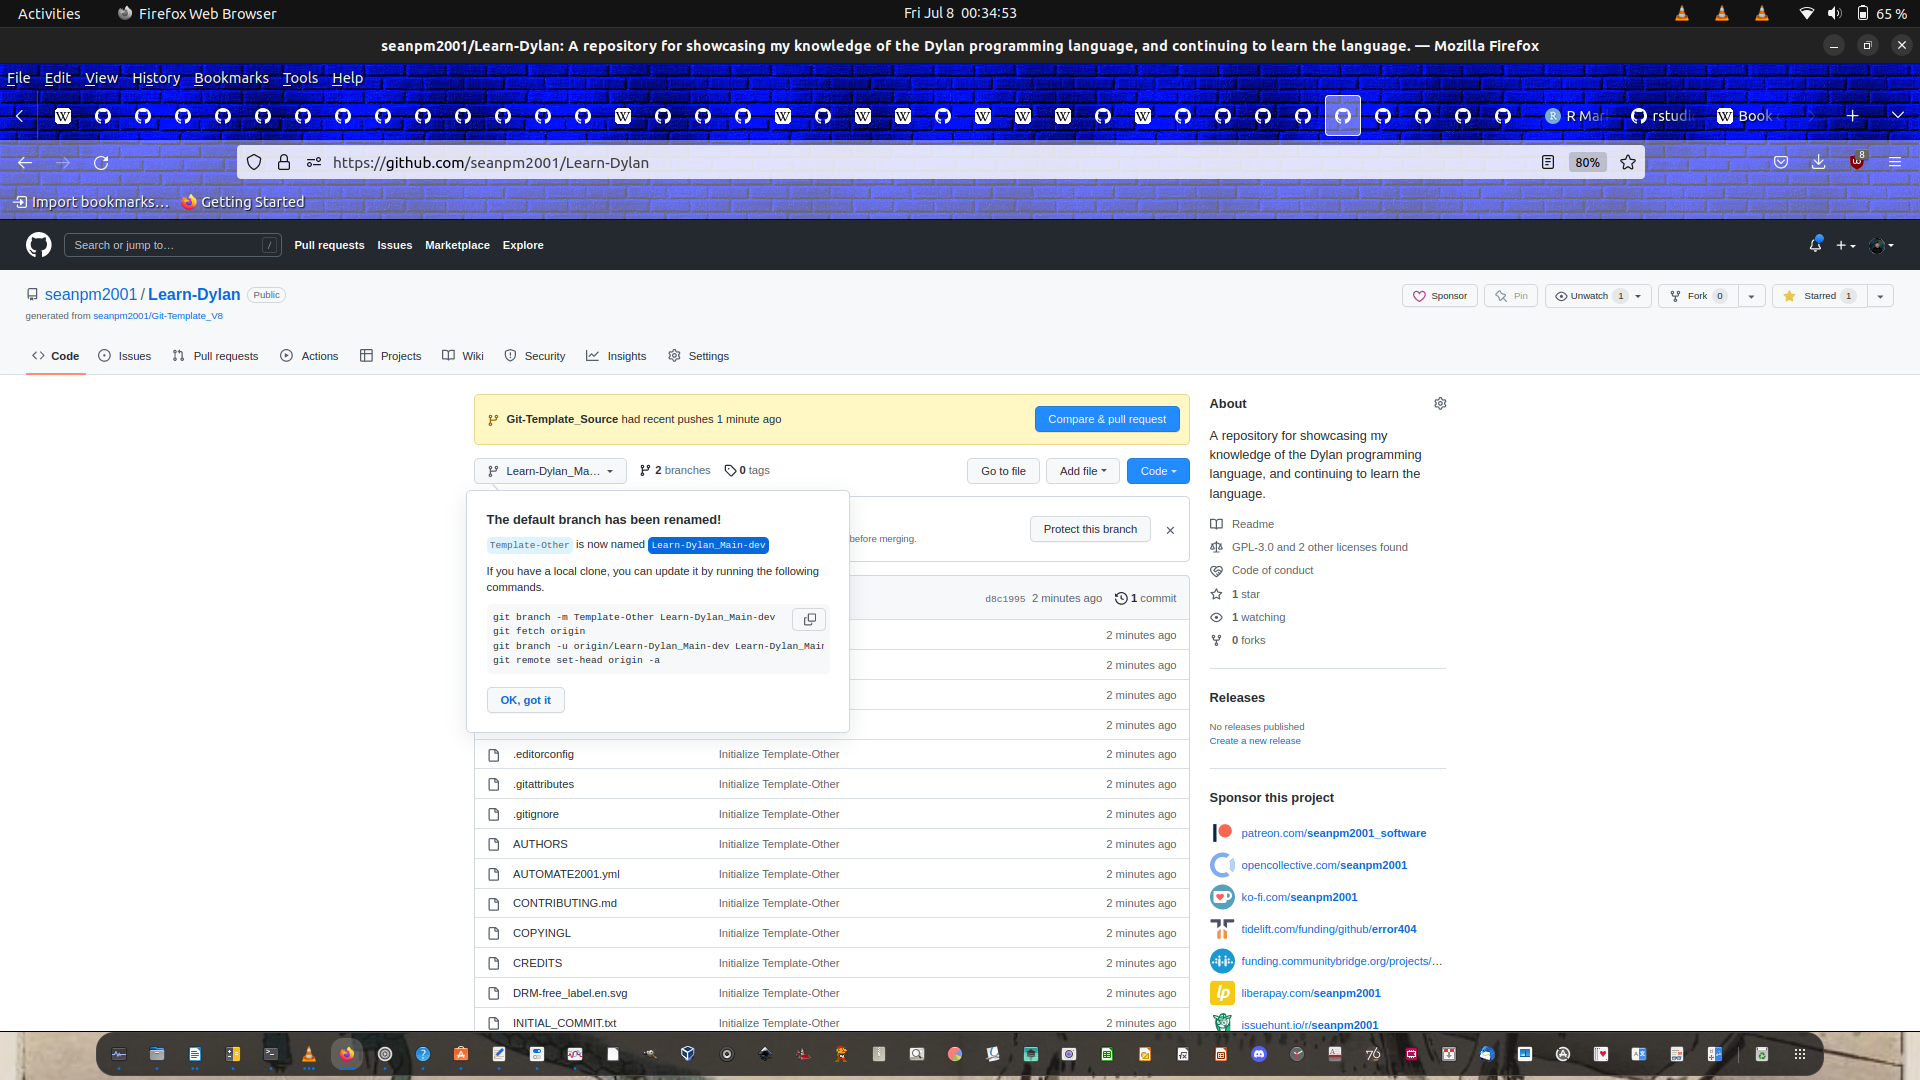 Activities
Firefox Web Browser
Fri Jul 8 00:34:53
65 %
seanpm2001/Learn-Dylan: A repository for showcasing my knowledge of the Dylan programming language, and continuing to learn the language. — Mozilla Firefox
File Edit View History Bookmarks Tools Help
R Mar
rstudi
Book
https://github.com/seanpm2001/Learn-Dylan
80%
8
Import bookmarks…
Getting Started
Search or jump to…
/
Pull requests Issues Marketplace Explore
seanpm2001 / Learn-Dylan
Public
Sponsor
Pin
Unwatch 1
Fork 0
Starred 1
generated from seanpm2001/Git-Template_V8
Code
Issues
Pull requests
Actions
Projects
Wiki
Security
Insights
Settings
Git-Template_Source had recent pushes 1 minute ago
Compare & pull request
Learn-Dylan_Ma…
2 branches
0 tags
Go to file
Add file
Code
The default branch has been renamed!
Template-Other is now named Learn-Dylan_Main-dev
If you have a local clone, you can update it by running the following
commands.
git branch -m Template-Other Learn-Dylan_Main-dev
git fetch origin
git branch -u origin/Learn-Dylan_Main-dev Learn-Dylan_Main
git remote set-head origin -a
OK, got it
before merging.
Protect this branch
d8c1995 2 minutes ago
1 commit
2 minutes ago
2 minutes ago
2 minutes ago
2 minutes ago
.editorconfig Initialize Template-Other 2 minutes ago
.gitattributes Initialize Template-Other 2 minutes ago
.gitignore Initialize Template-Other 2 minutes ago
AUTHORS Initialize Template-Other 2 minutes ago
AUTOMATE2001.yml Initialize Template-Other 2 minutes ago
CONTRIBUTING.md Initialize Template-Other 2 minutes ago
COPYINGL Initialize Template-Other 2 minutes ago
CREDITS Initialize Template-Other 2 minutes ago
DRM-free_label.en.svg Initialize Template-Other 2 minutes ago
INITIAL_COMMIT.txt Initialize Template-Other 2 minutes ago
About
A repository for showcasing my
knowledge of the Dylan programming
language, and continuing to learn the
language.
Readme
GPL-3.0 and 2 other licenses found
Code of conduct
1 star
1 watching
0 forks
Releases
No releases published
Create a new release
Sponsor this project
patreon.com/seanpm2001_software
opencollective.com/seanpm2001
ko-fi.com/seanpm2001
tidelift.com/funding/github/error404
funding.communitybridge.org/projects/…
liberapay.com/seanpm2001
issuehunt.io/r/seanpm2001